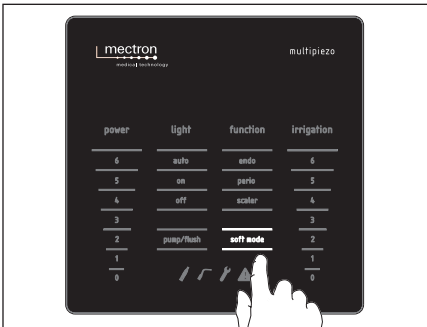 mectron
medical technology
multipiezo
power light function irrigation
6 auto endo 6
5 on perio 5
4 off scaler 4
3 3
2 pump/flush soft mode 2
1 1
0 0